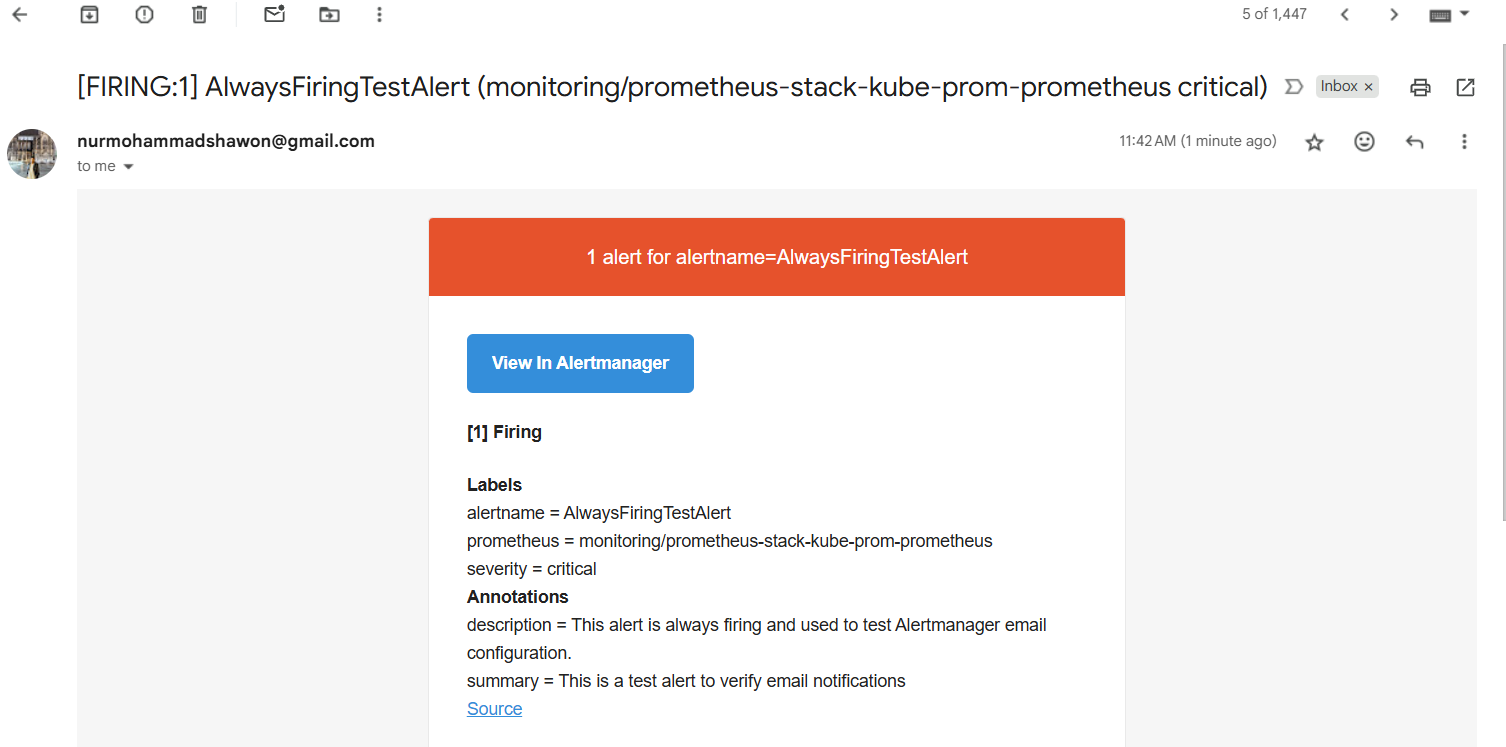 5 of 1,447
[FIRING:1] AlwaysFiringTestAlert (monitoring/prometheus-stack-kube-prom-prometheus critical)
Inbox ×
nurmohammadshawon@gmail.com
11:42 AM (1 minute ago)
to me
1 alert for alertname=AlwaysFiringTestAlert
View In Alertmanager
[1] Firing
Labels
alertname = AlwaysFiringTestAlert
prometheus = monitoring/prometheus-stack-kube-prom-prometheus
severity = critical
Annotations
description = This alert is always firing and used to test Alertmanager email
configuration.
summary = This is a test alert to verify email notifications
Source